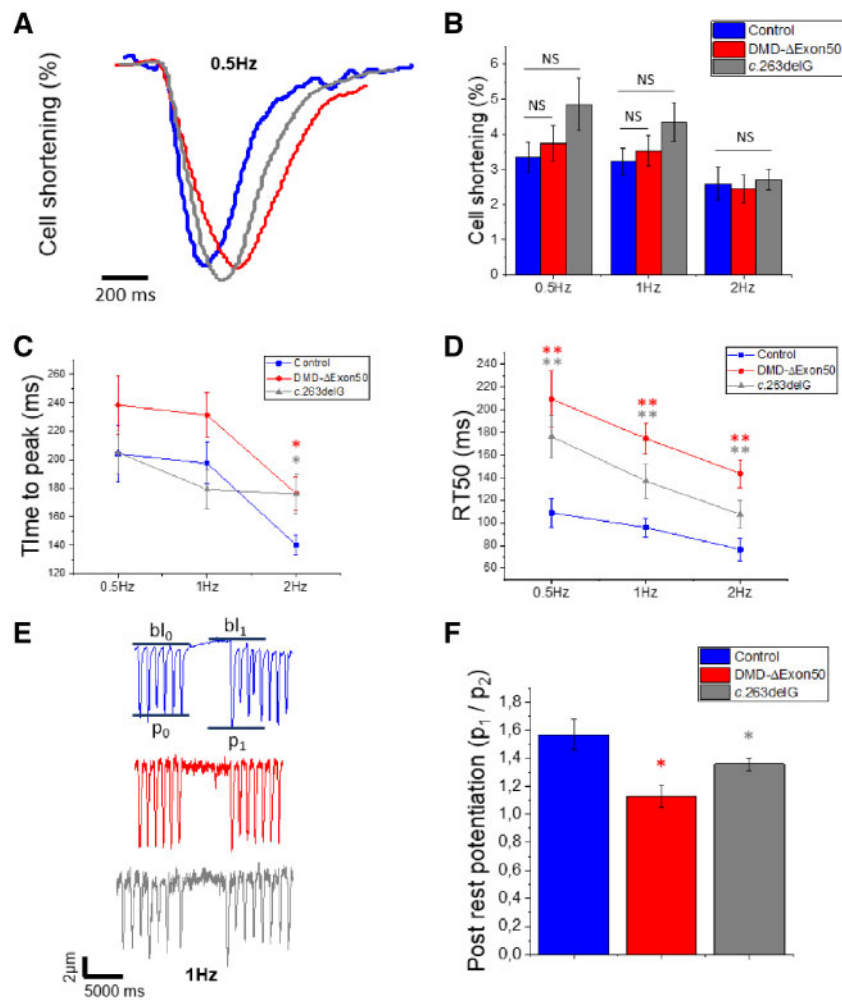 A
0.5Hz
Cell shortening (%)
200 ms
B
Control
DMD-ΔExon50
c.263delG
Cell shortening (%)
6
5
4
3
2
1
0
NS
NS
NS
NS
NS
0.5Hz
1Hz
2Hz
C
Control
DMD-ΔExon50
c.263delG
Time to peak (ms)
260
240
220
200
180
160
140
120
*
*
0.5Hz
1Hz
2Hz
D
Control
DMD-ΔExon50
c.263delG
RT50 (ms)
240
220
200
180
160
140
120
100
80
60
**
**
**
**
**
**
0.5Hz
1Hz
2Hz
E
bl0
bl1
p0
p1
2µm
5000 ms
1Hz
F
Control
DMD-ΔExon50
c.263delG
Post rest potentiation (p1 / p2)
1,8
1,6
1,4
1,2
1,0
0,8
0,6
0,4
0,2
0,0
*
*